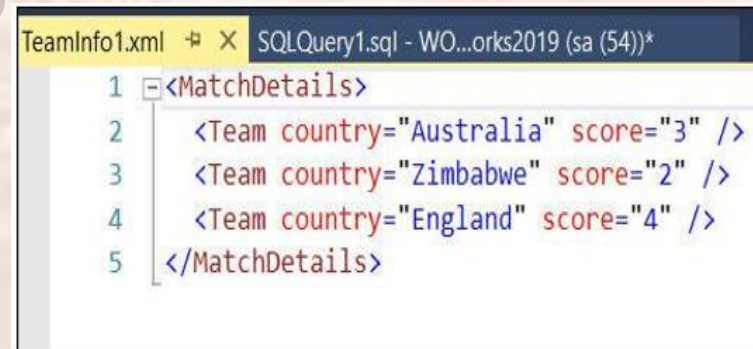 TeamInfo1.xml SQLQuery1.sql - WO...orks2019 (sa (54))*
1 <MatchDetails>
2 <Team country="Australia" score="3" />
3 <Team country="Zimbabwe" score="2" />
4 <Team country="England" score="4" />
5 </MatchDetails>